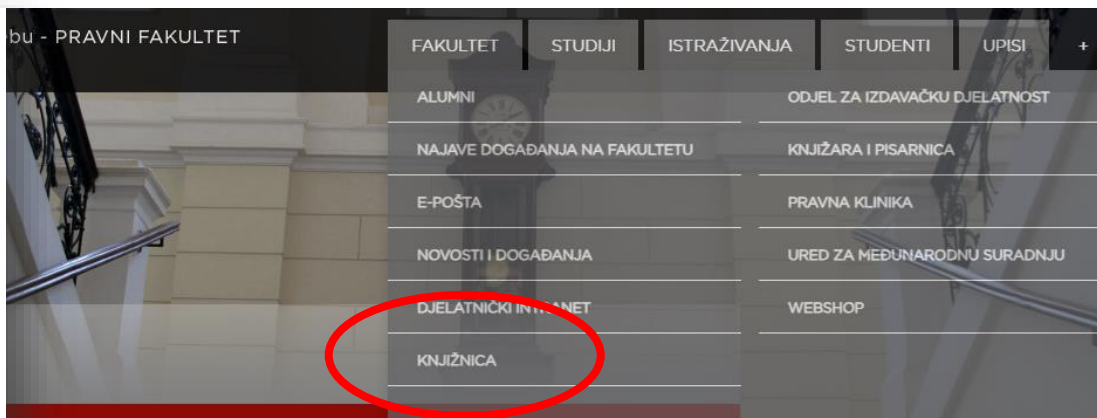 bu - PRAVNI FAKULTET
FAKULTET STUDIJI ISTRAŽIVANJA STUDENTI UPISI +
ALUMNI
NAJAVE DOGAĐANJA NA FAKULTETU
E-POŠTA
NOVOSTI I DOGAĐANJA
DJELATNIČKI INTRANET
KNJIŽNICA
ODJEL ZA IZDAVAČKU DJELATNOST
KNJIŽARA I PISARNICA
PRAVNA KLINIKA
URED ZA MEĐUNARODNU SURADNJU
WEBSHOP